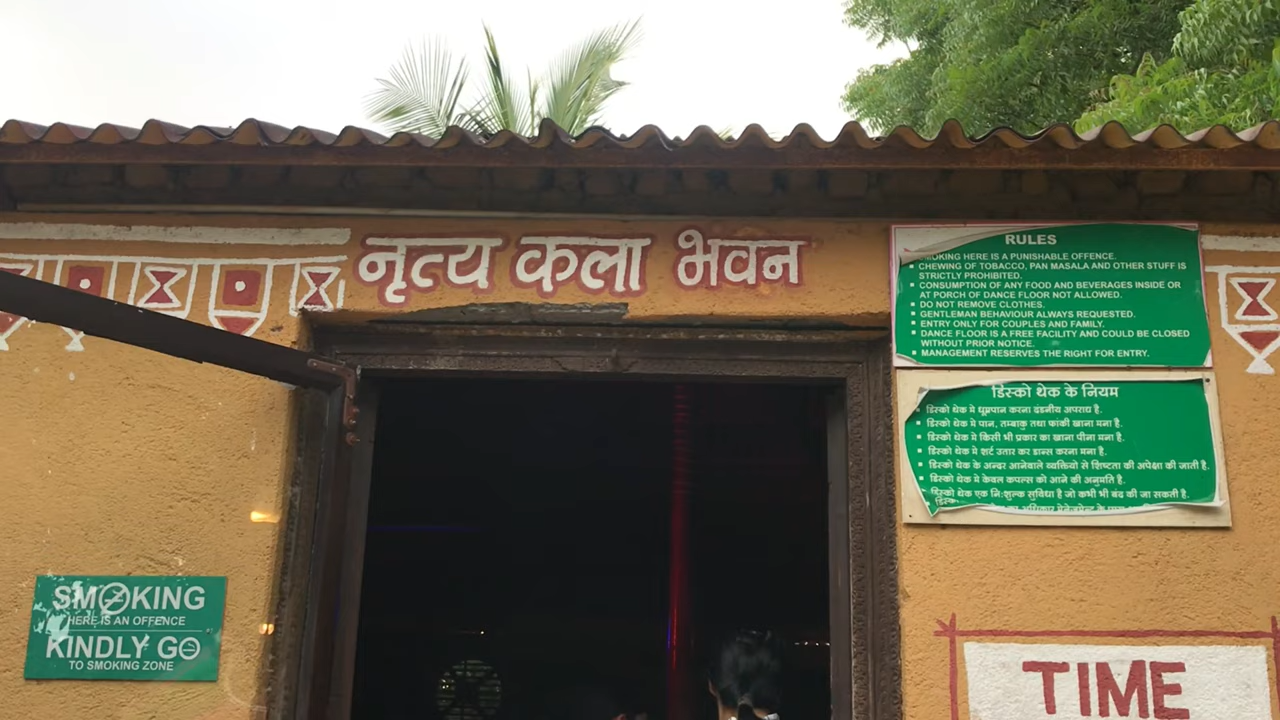 नृत्य कला भवन
RULES
SMOKING HERE IS A PUNISHABLE OFFENCE.
CHEWING OF TOBACCO, PAN MASALA AND OTHER STUFF IS
STRICTLY PROHIBITED.
CONSUMPTION OF ANY FOOD AND BEVERAGES INSIDE OR
AT PORCH OF DANCE FLOOR NOT ALLOWED.
DO NOT REMOVE CLOTHES.
GENTLEMAN BEHAVIOUR ALWAYS REQUESTED.
ENTRY ONLY FOR COUPLES AND FAMILY.
DANCE FLOOR IS A FREE FACILITY AND COULD BE CLOSED
WITHOUT PRIOR NOTICE.
MANAGEMENT RESERVES THE RIGHT FOR ENTRY.
डिस्को थेक के नियम
डिस्को थेक मे धूम्रपान करना दंडनीय अपराध है.
डिस्को थेक मे पान, तम्बाकु तथा फाकी खाना मना है.
डिस्को थेक मे किसी भी प्रकार का खाना पीना मना है.
डिस्को थेक मे शर्ट उतार कर डान्स करना मना है.
डिस्को थेक के अन्दर आनेवाले व्यक्तियो से शिष्टता की अपेक्षा की जाती है.
डिस्को थेक मे केवल कपल्स को आने की अनुमति है.
डिस्को थेक एक नि:शुल्क सुविधा है जो कभी भी बंद की जा सकती है.
SMOKING
HERE IS AN OFFENCE
KINDLY GO
TO SMOKING ZONE
TIME